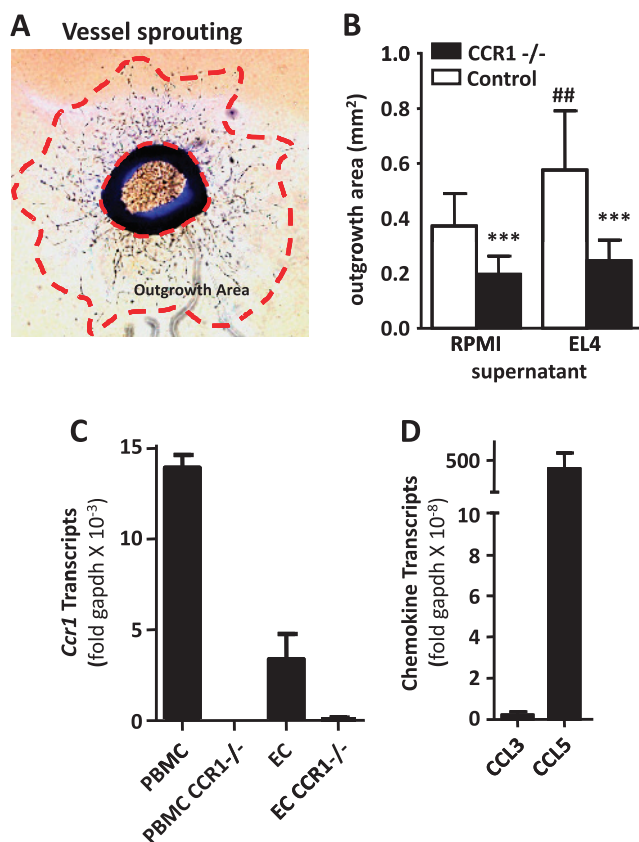 A
Vessel sprouting
Outgrowth Area
B
outgrowth area (mm²)
1.0
0.8
0.6
0.4
0.2
0.0
CCR1 -/-
Control
##
***
***
RPMI
EL4
supernatant
C
Ccr1 Transcripts
(fold gapdh X 10⁻³)
15
10
5
0
PBMC
PBMC CCR1-/-
EC
EC CCR1-/-
D
Chemokine Transcripts
(fold gapdh X 10⁻⁸)
500
10
8
6
4
2
0
CCL3
CCL5